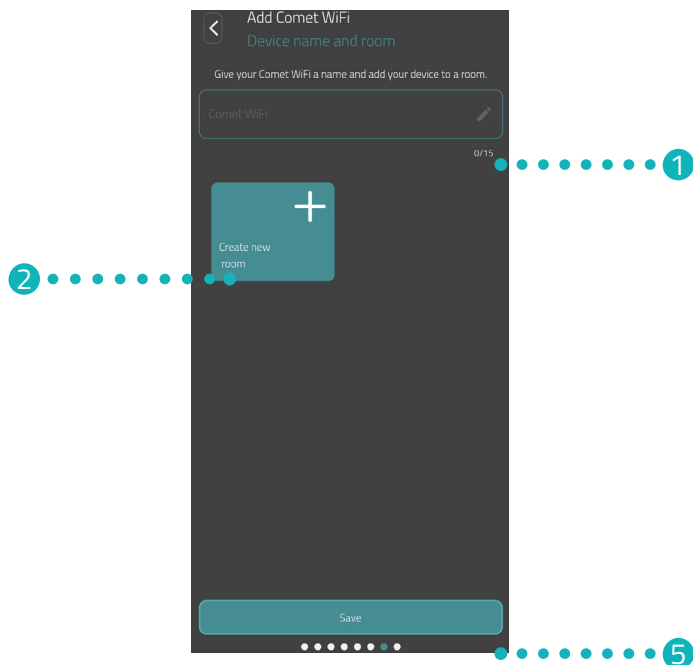 Add Comet WiFi
Device name and room
Give your Comet WiFi a name and add your device to a room.
Comet WiFi
0/15
1
Create new
room
2
Save
5